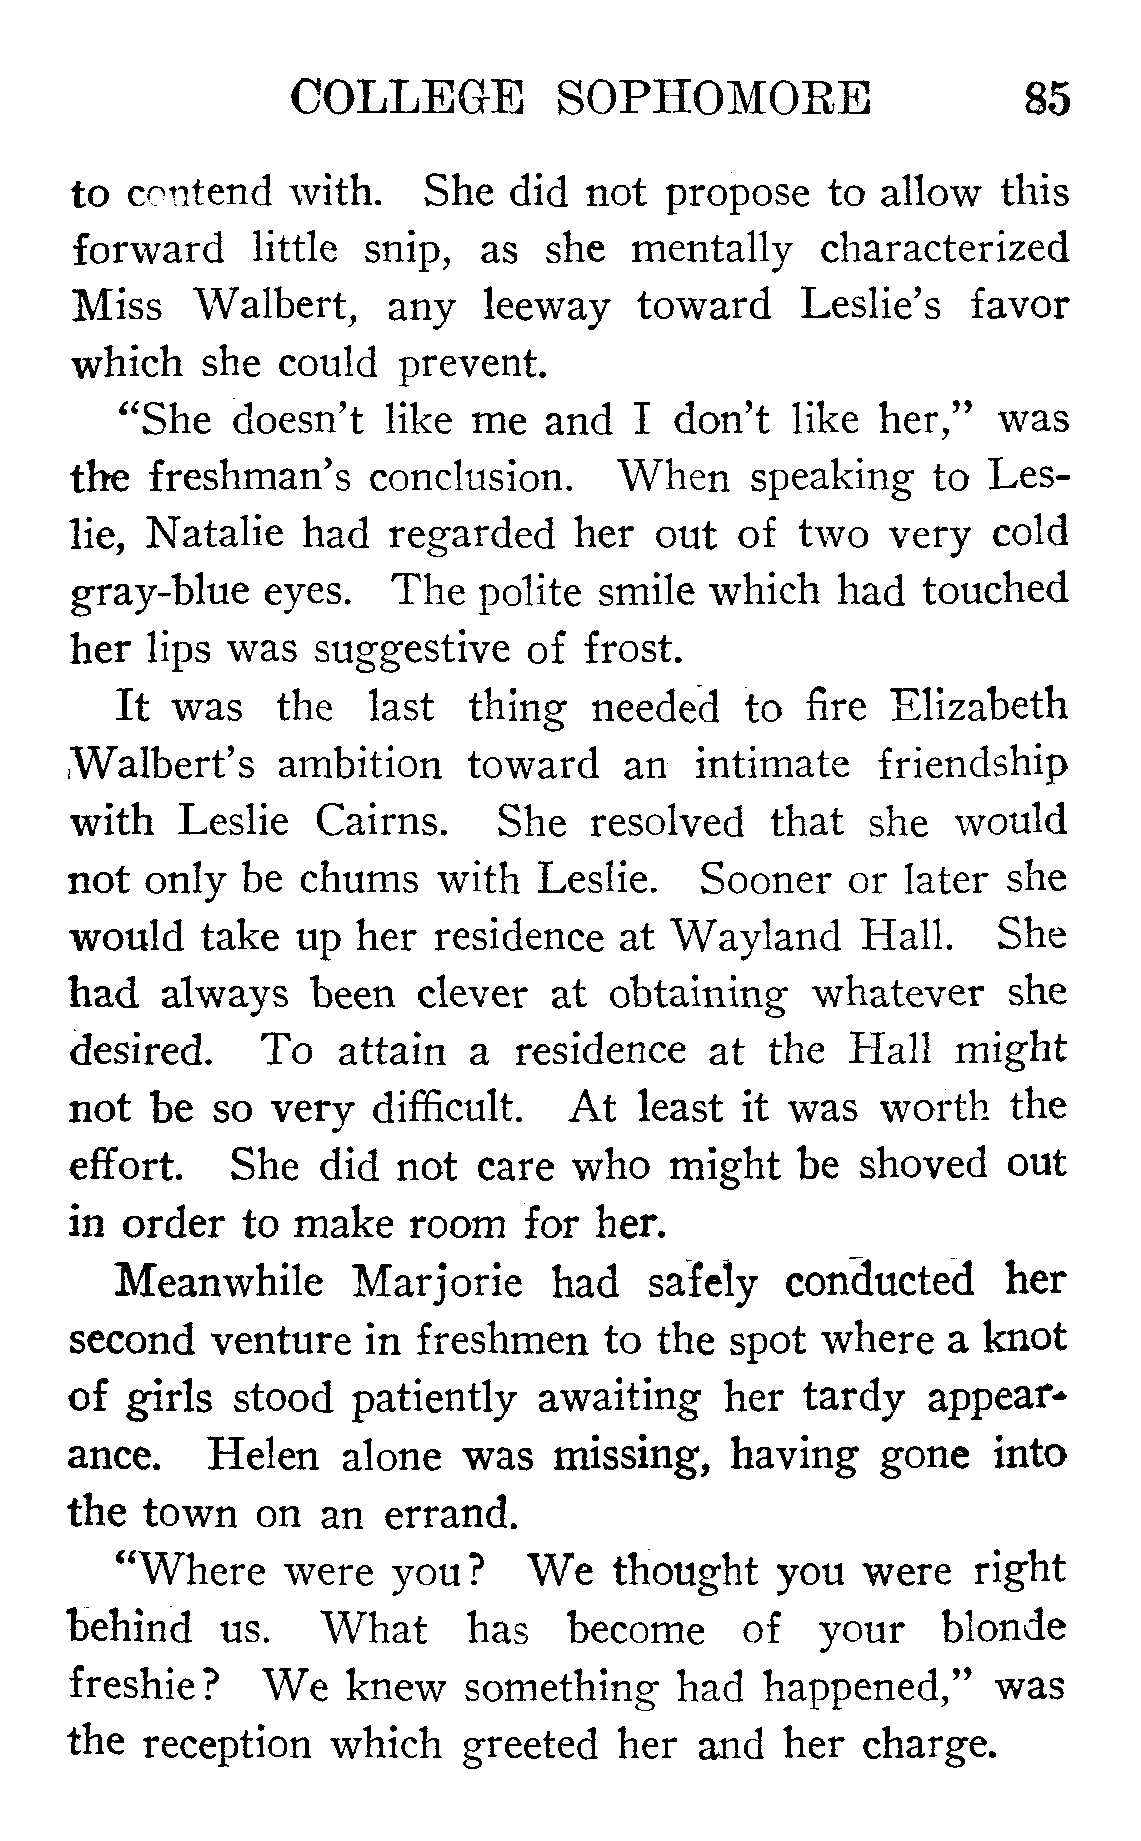 COLLEGE SOPHOMORE 85
to contend with. She did not propose to allow this
forward little snip, as she mentally characterized
Miss Walbert, any leeway toward Leslie's favor
which she could prevent.
"She doesn't like me and I don't like her," was
the freshman's conclusion. When speaking to Les-
lie, Natalie had regarded her out of two very cold
gray-blue eyes. The polite smile which had touched
her lips was suggestive of frost.
It was the last thing needed to fire Elizabeth
Walbert's ambition toward an intimate friendship
with Leslie Cairns. She resolved that she would
not only be chums with Leslie. Sooner or later she
would take up her residence at Wayland Hall. She
had always been clever at obtaining whatever she
desired. To attain a residence at the Hall might
not be so very difficult. At least it was worth the
effort. She did not care who might be shoved out
in order to make room for her.
Meanwhile Marjorie had safely conducted her
second venture in freshmen to the spot where a knot
of girls stood patiently awaiting her tardy appear-
ance. Helen alone was missing, having gone into
the town on an errand.
"Where were you? We thought you were right
behind us. What has become of your blonde
freshie? We knew something had happened," was
the reception which greeted her and her charge.